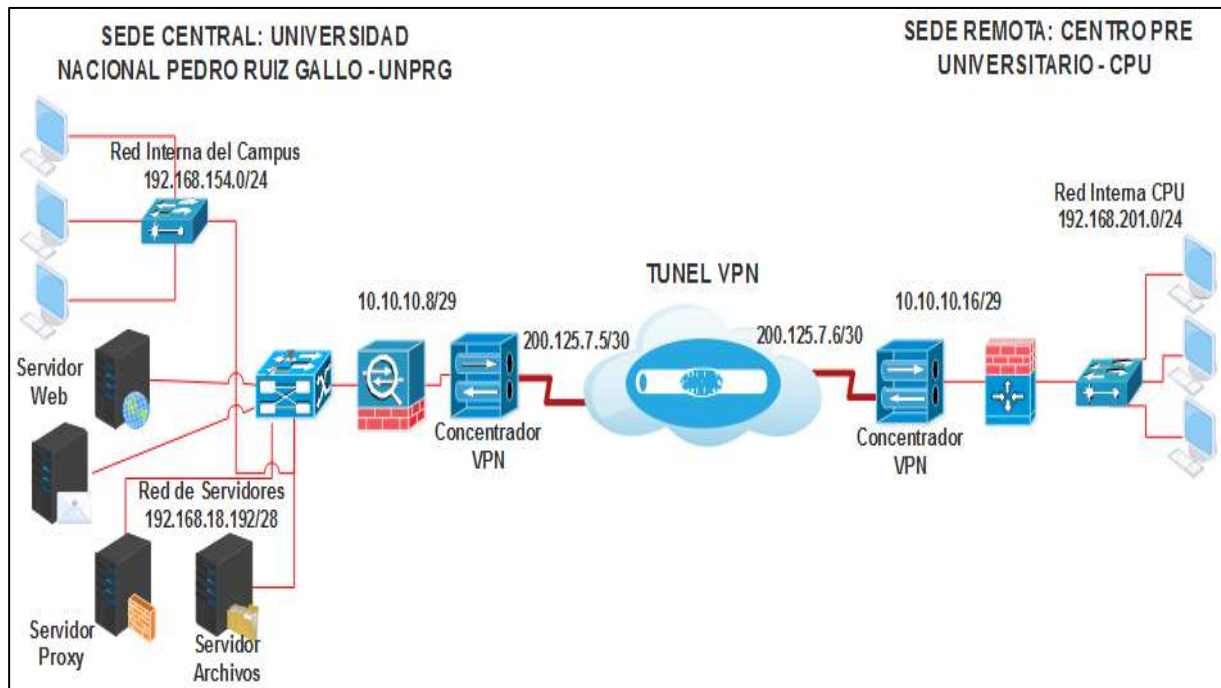 SEDE CENTRAL: UNIVERSIDAD
NACIONAL PEDRO RUIZ GALLO - UNPRG
SEDE REMOTA: CENTRO PRE
UNIVERSITARIO - CPU
Red Interna del Campus
192.168.154.0/24
Red Interna CPU
192.168.201.0/24
TUNEL VPN
10.10.10.8/29
10.10.10.16/29
200.125.7.5/30
200.125.7.6/30
Servidor
Web
Concentrador
VPN
Concentrador
VPN
Red de Servidores
192.168.18.192/28
Servidor
Proxy
Servidor
Archivos